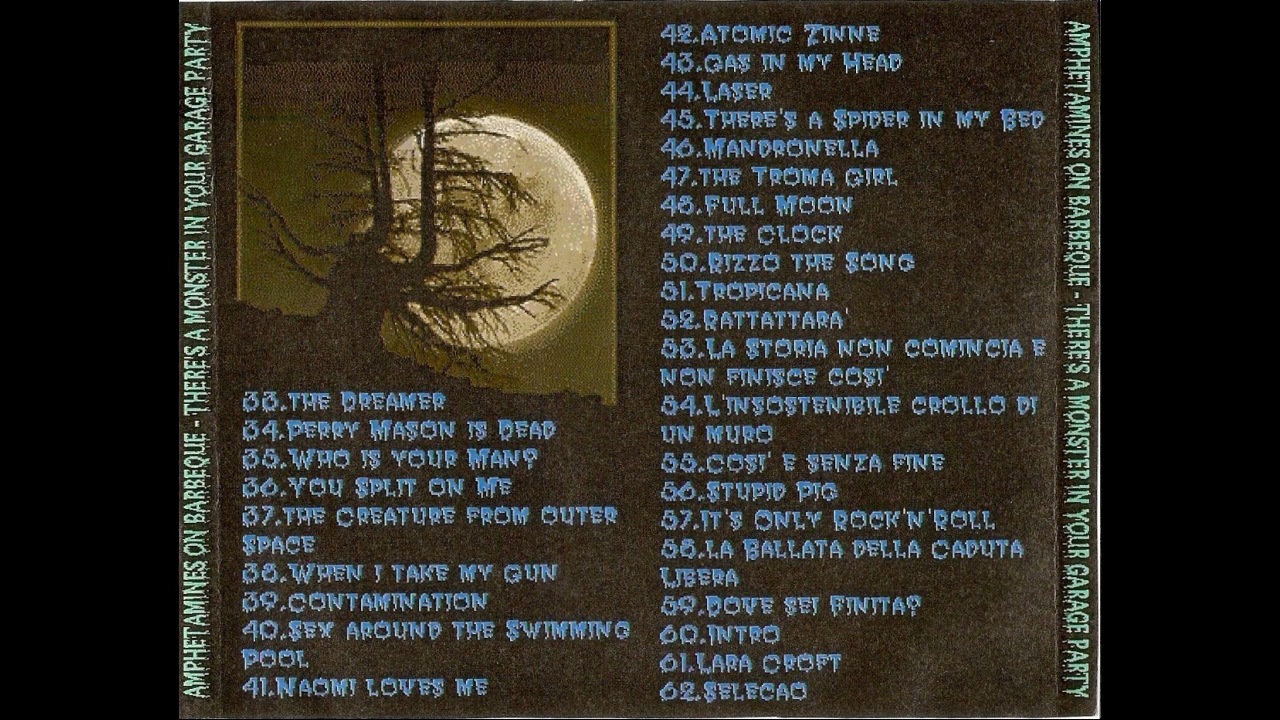 AMPHETAMINES ON BARBEQUE - THERE'S A MONSTER IN YOUR GARAGE PARTY
33.THE DREAMER
34.PERRY MASON IS DEAD
35.WHO IS YOUR MAN?
36.YOU SPLIT ON ME
37.THE CREATURE FROM OUTER
SPACE
38.WHEN I TAKE MY GUN
39.CONTAMINATION
40.SEX AROUND THE SWIMMING
POOL
41.NAOMI LOVES ME
42.ATOMIC ZINNE
43.GAS IN MY HEAD
44.LASER
45.THERE'S A SPIDER IN MY BED
46.MANDRONELLA
47.THE TROMA GIRL
48.FULL MOON
49.THE CLOCK
50.RIZZO THE SONG
51.TROPICANA
52.RATTATTARA'
53.LA STORIA NON COMINCIA E
NON FINISCE COSI'
54.L'INSOSTENIBILE CROLLO DI
UN MURO
55.COSI' E SENZA FINE
56.STUPID PIG
57.IT'S ONLY ROCK'N'ROLL
58.LA BALLATA DELLA CADUTA
LIBERA
59.DOVE SEI FINITA?
60.INTRO
61.LARA CROFT
62.SELECAO
AMPHETAMINES ON BARBEQUE - THERE'S A MONSTER IN YOUR GARAGE PARTY